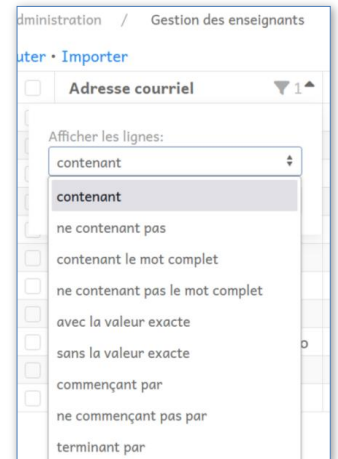 dministration / Gestion des enseignants
uter • Importer
Adresse courriel 1
Afficher les lignes:
contenant
contenant
ne contenant pas
contenant le mot complet
ne contenant pas le mot complet
avec la valeur exacte
sans la valeur exacte
o
commençant par
ne commençant pas par
terminant par